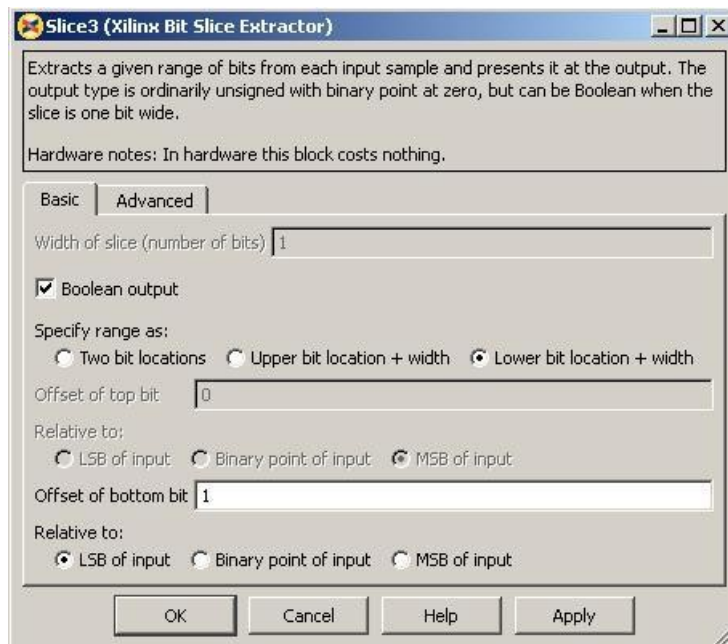 Slice3 (Xilinx Bit Slice Extractor)
Extracts a given range of bits from each input sample and presents it at the output. The
output type is ordinarily unsigned with binary point at zero, but can be Boolean when the
slice is one bit wide.
Hardware notes: In hardware this block costs nothing.
Basic Advanced
Width of slice (number of bits) 1
Boolean output
Specify range as:
Two bit locations Upper bit location + width Lower bit location + width
Offset of top bit 0
Relative to:
LSB of input Binary point of input MSB of input
Offset of bottom bit 1
Relative to:
LSB of input Binary point of input MSB of input
OK Cancel Help Apply